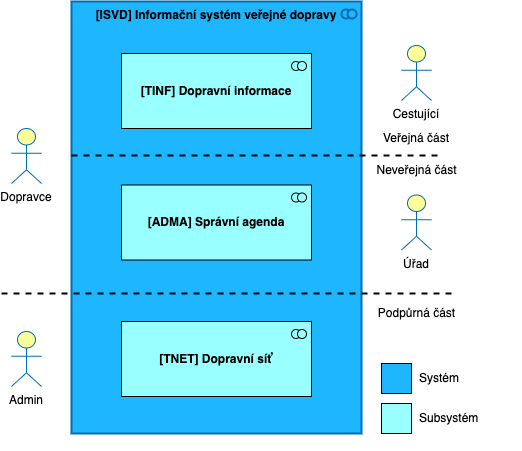 [ISVD] Informační systém veřejné dopravy
[TINF] Dopravní informace
Cestující
Veřejná část
Neveřejná část
Dopravce
[ADMA] Správní agenda
Úřad
Podpůrná část
[TNET] Dopravní síť
Admin
Systém
Subsystém